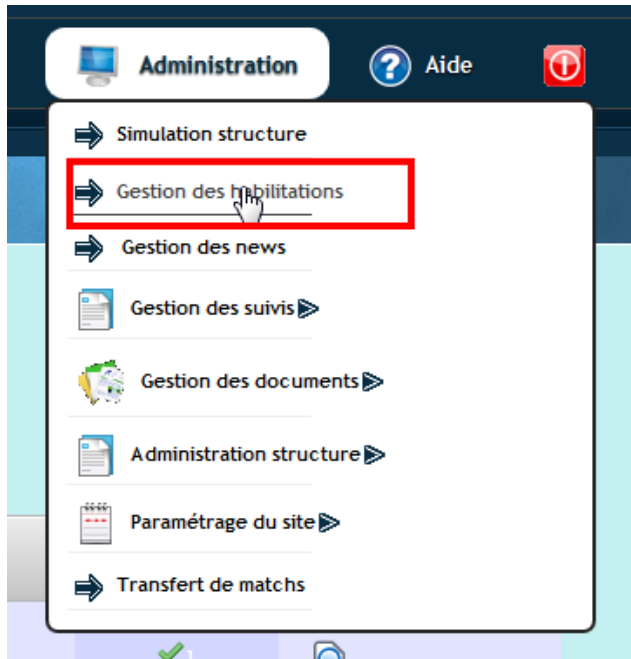 Administration Aide
Simulation structure
Gestion des habilitations
Gestion des news
Gestion des suivis
Gestion des documents
Administration structure
Paramétrage du site
Transfert de matchs